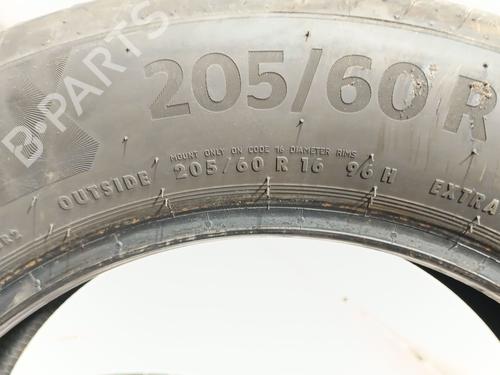 205/60 R
B-PARTS
MOUNT ONLY ON CODE 16 DIAMETER RIMS
OUTSIDE 205/60 R 16 96 H EXTRA